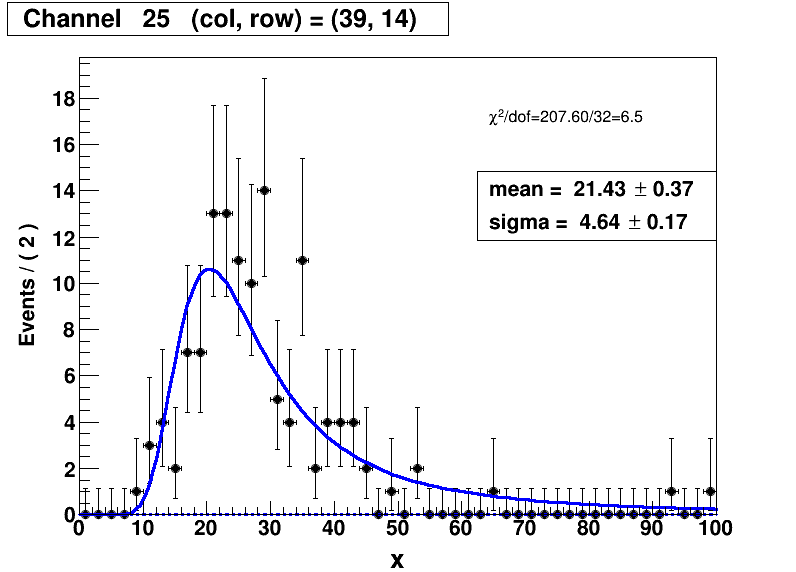 Channel 25 (col, row) = (39, 14)
χ²/dof=207.60/32=6.5
mean = 21.43 ± 0.37
sigma = 4.64 ± 0.17
Events / ( 2 )
18
16
14
12
10
8
6
4
2
0
0 10 20 30 40 50 60 70 80 90 100
x